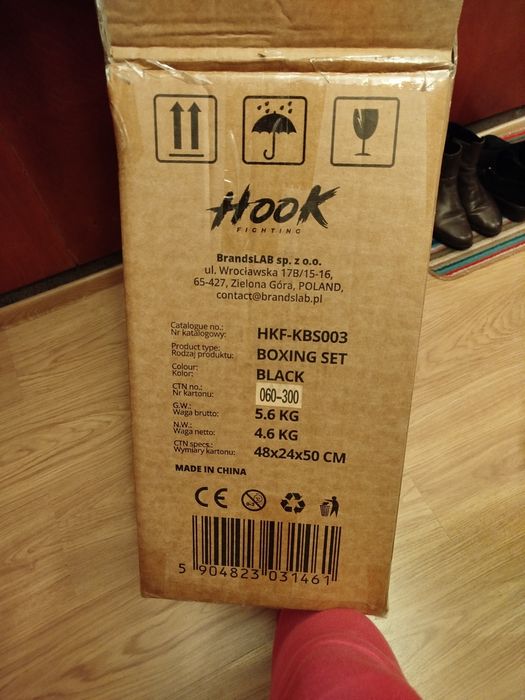 HOOK
FIGHTING
BrandsLAB sp. z o.o.
ul. Wrocławska 17B/15-16,
65-427, Zielona Góra, POLAND,
contact@brandslab.pl
Catalogue no.:
Nr katalogowy: HKF-KBS003
Product type:
Rodzaj produktu: BOXING SET
Colour:
Kolor: BLACK
CTN no.:
Nr kartonu: 060-300
G.W.:
Waga brutto: 5.6 KG
N.W.:
Waga netto: 4.6 KG
CTN specs.:
Wymiary kartonu: 48x24x50 CM
MADE IN CHINA
CE
5 904823 031461